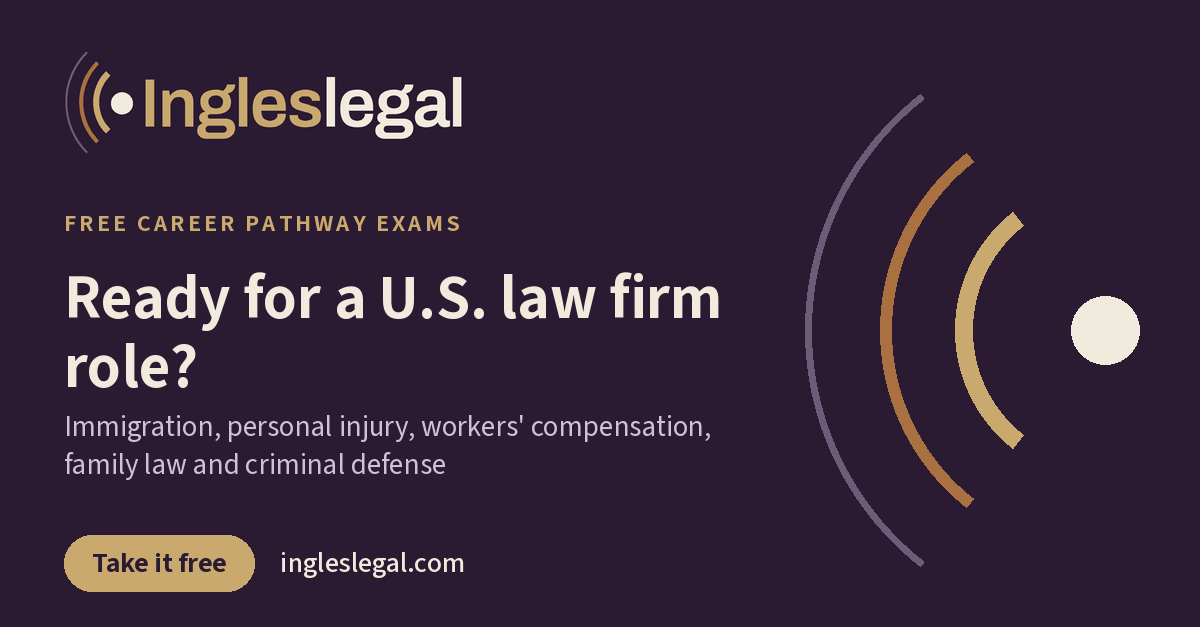 Ingleslegal
FREE CAREER PATHWAY EXAMS
Ready for a U.S. law firm
role?
Immigration, personal injury, workers' compensation,
family law and criminal defense
Take it free
ingleslegal.com